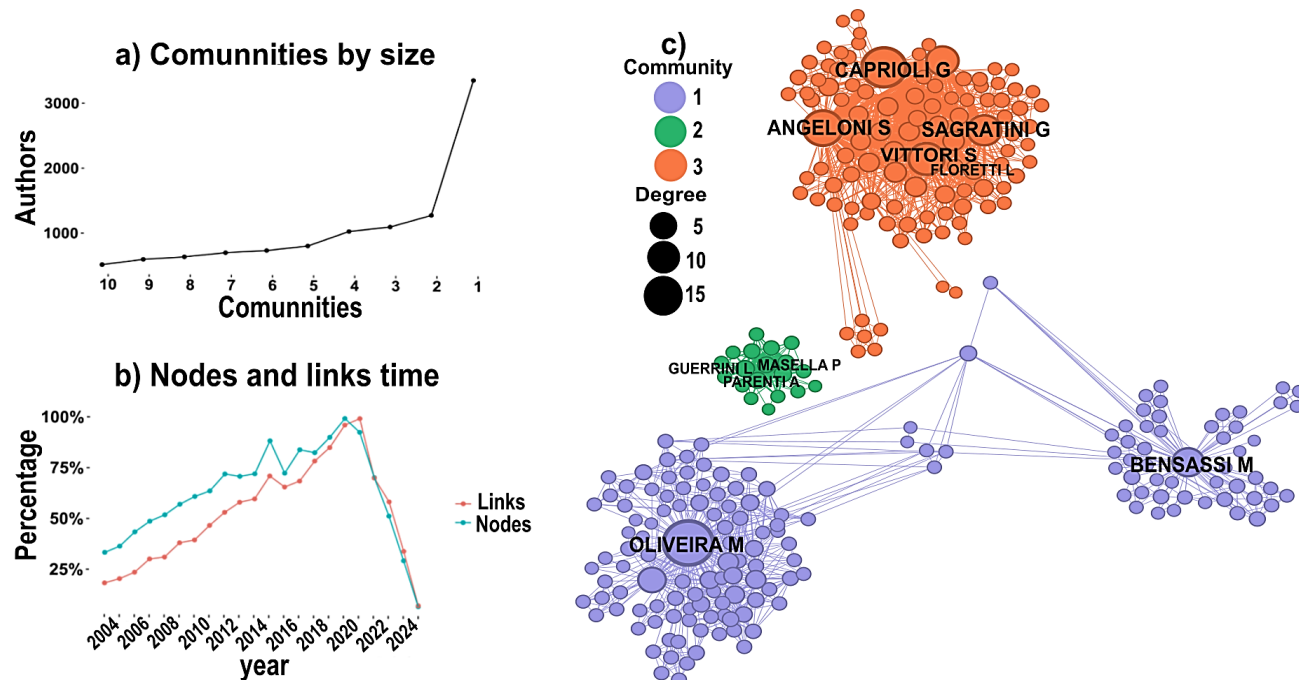 a) Comunnities by size
Authors
3000
2000
1000
10 9 8 7 6 5 4 3 2 1
Comunnities
b) Nodes and links time
Percentage
100%
75%
50%
25%
2004 2006 2008 2010 2012 2014 2016 2018 2020 2022 2024
year
Links
Nodes
c)
Community
1
2
3
Degree
5
10
15
CAPRIOLI G
ANGELONI S
SAGRATINI G
VITTORI S
FLORETTI L
GUERRINI L
MASELLA P
PARENTI A
BENSASSI M
OLIVEIRA M